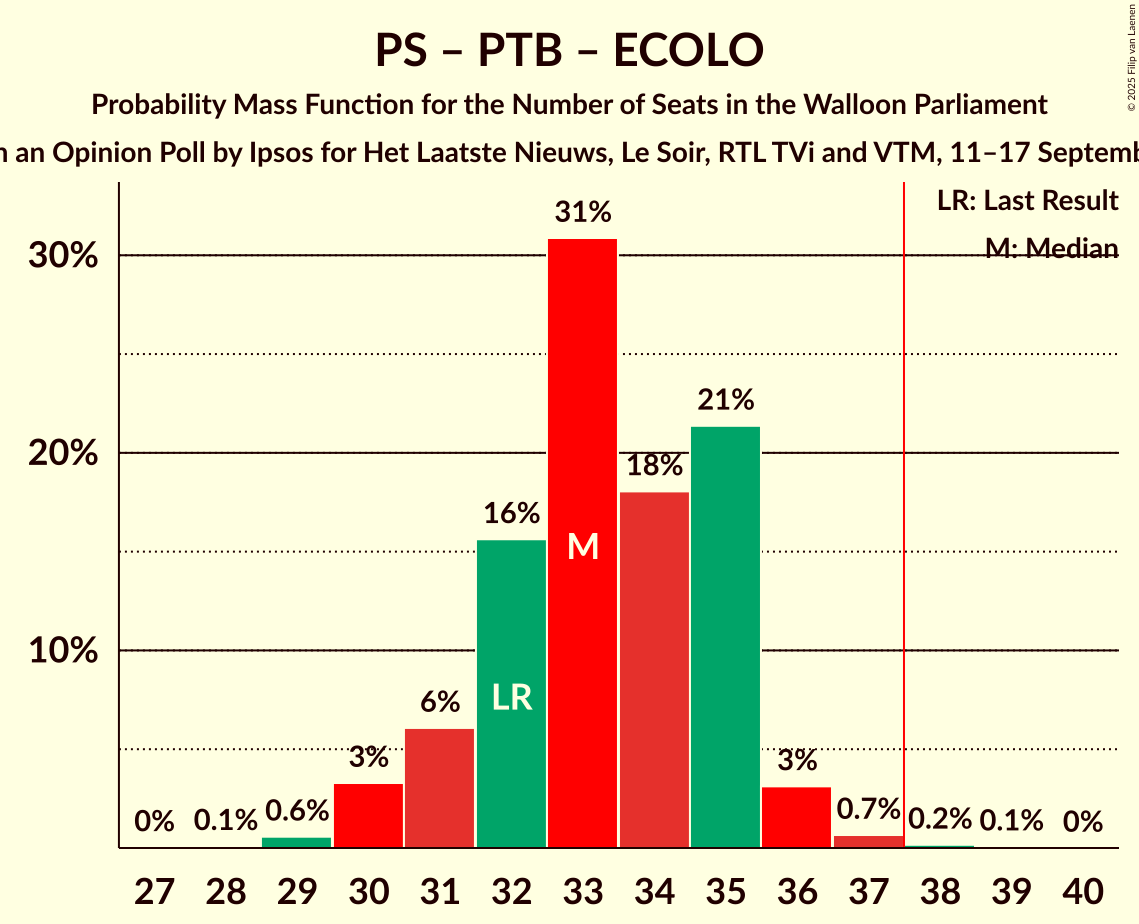 PS – PTB – ECOLO
Probability Mass Function for the Number of Seats in the Walloon Parliament
an Opinion Poll by Ipsos for Het Laatste Nieuws, Le Soir, RTL TVi and VTM, 11–17
© 2025 Filip van Laenen
LR: Last Result
M: Median
30%
20%
10%
0%
0.1%
0.6%
3%
6%
16%
31%
18%
21%
3%
0.7%
0.2%
0.1%
0%
LR
M
27 28 29 30 31 32 33 34 35 36 37 38 39 40